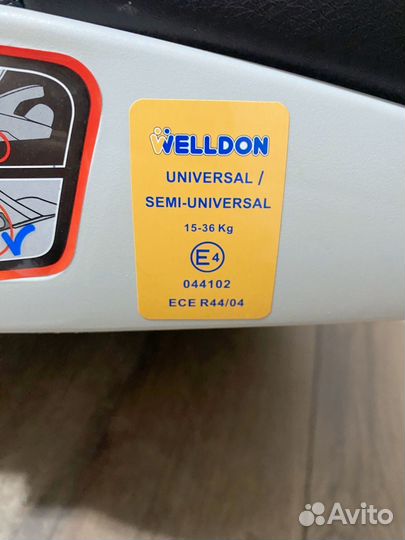 WELLDON
UNIVERSAL /
SEMI-UNIVERSAL
15-36 Kg
E4
044102
ECE R44/04
Avito